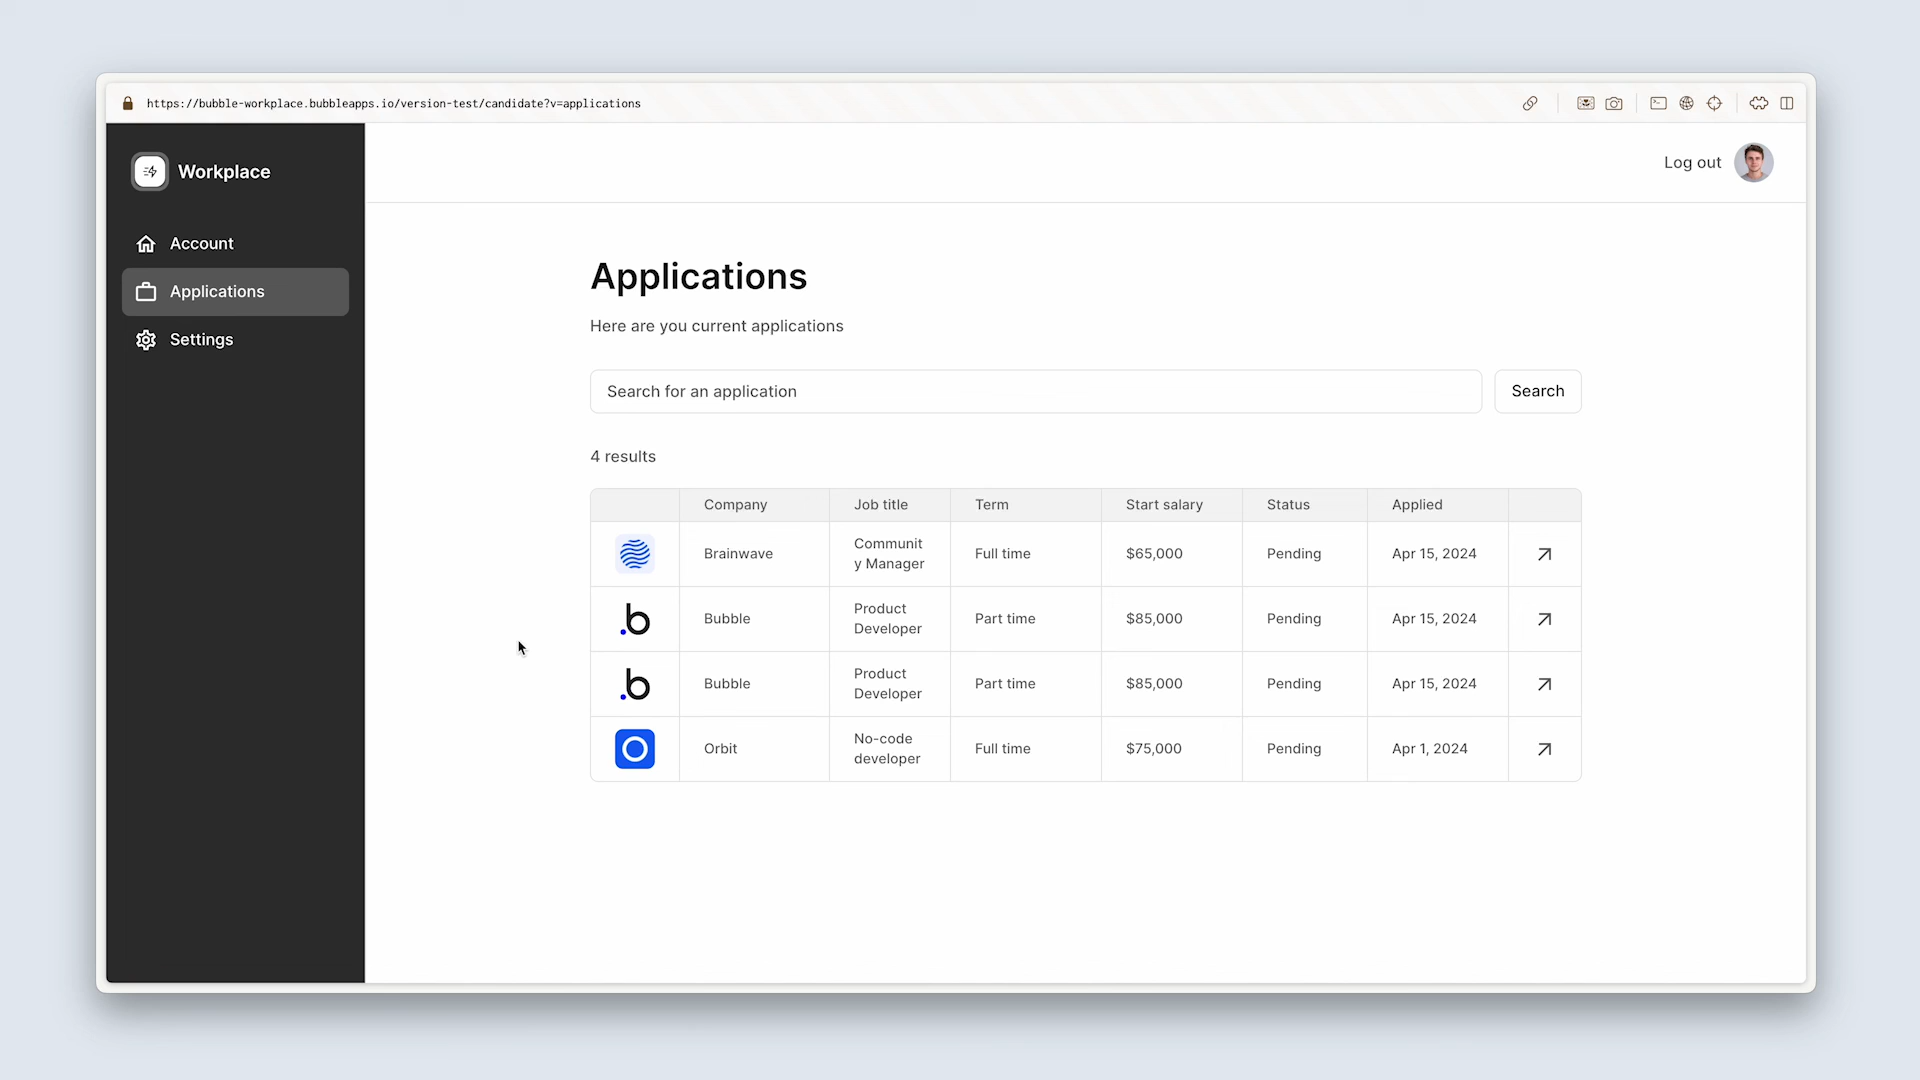 https://bubble-workplace.bubbleapps.io/version-test/candidate?v=applications
Workplace
Log out
Account
Applications
Settings
Applications
Here are you current applications
Search for an application
Search
4 results
Company Job title Term Start salary Status Applied
Brainwave Communit
y Manager Full time $65,000 Pending Apr 15, 2024
Bubble Product
Developer Part time $85,000 Pending Apr 15, 2024
Bubble Product
Developer Part time $85,000 Pending Apr 15, 2024
Orbit No-code
developer Full time $75,000 Pending Apr 1, 2024